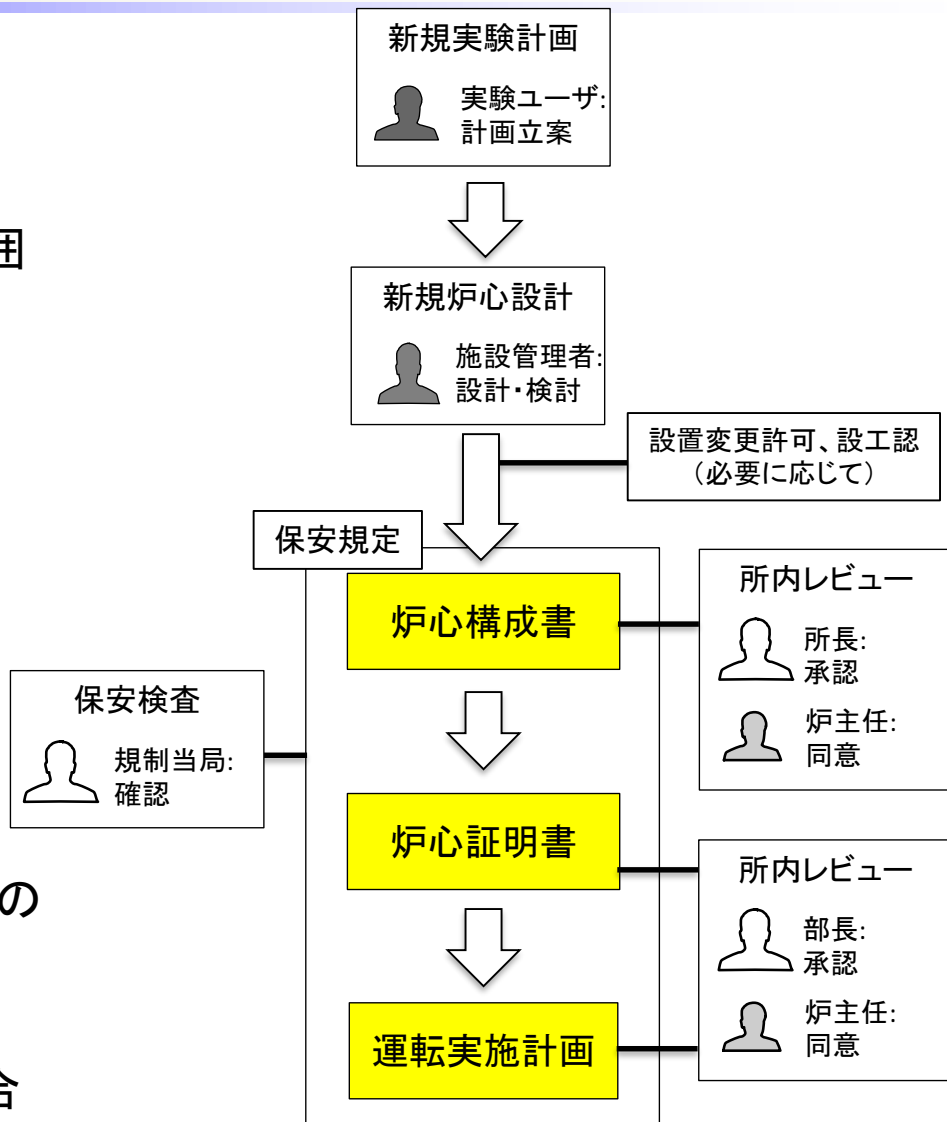 新規実験計画
実験ユーザ:
計画立案
囲
新規炉心設計
施設管理者:
設計・検討
設置変更許可、設工認
（必要に応じて）
保安規定
炉心構成書
所内レビュー
所長:
承認
炉主任:
同意
保安検査
規制当局:
確認
炉心証明書
の
所内レビュー
部長:
承認
炉主任:
同意
運転実施計画
合